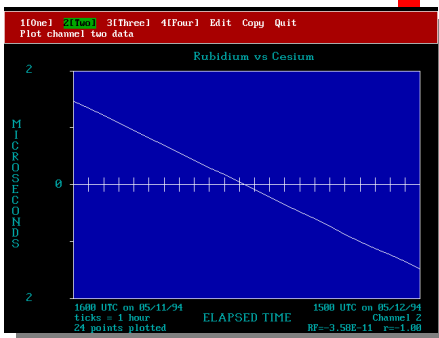 1[One] 2[Two] 3[Three] 4[Four] Edit Copy Quit
Plot channel two data
Rubidium vs Cesium
2
MICROSECONDS
0
2
1600 UTC on 05/11/94 1500 UTC on 05/12/94
ticks = 1 hour ELAPSED TIME Channel 2
24 points plotted RF=-3.58E-11 r=-1.00